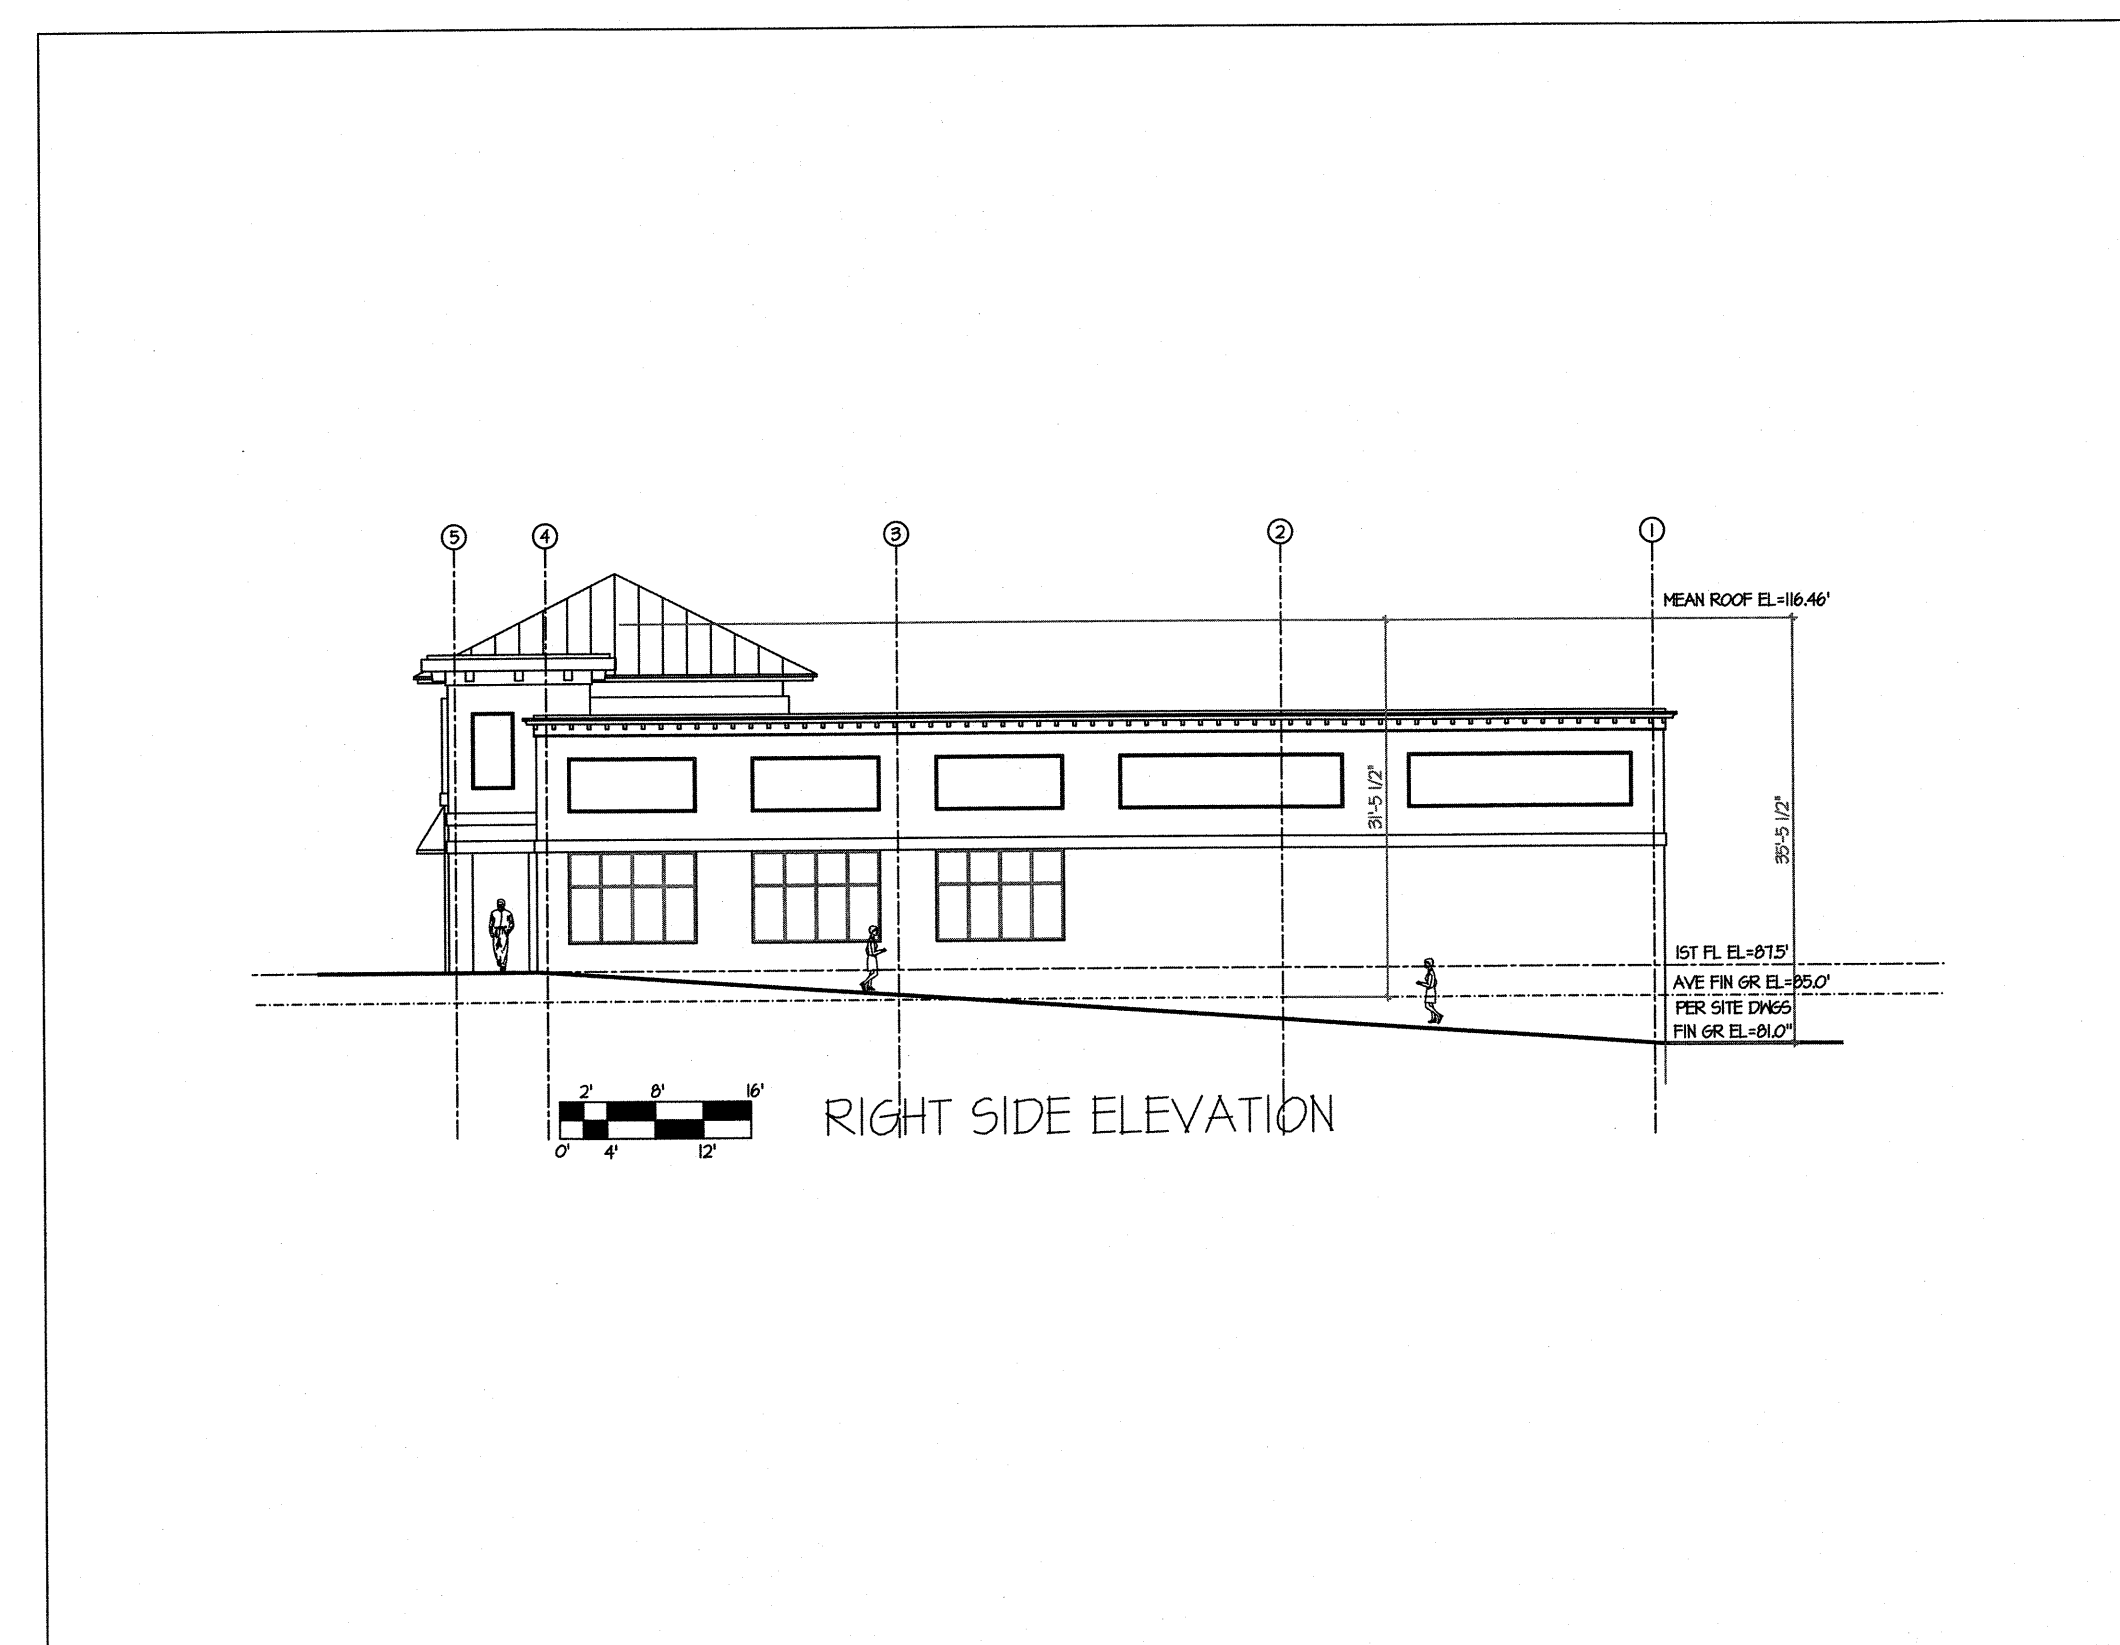 5 4 3 2 1
MEAN ROOF EL=116.46'
31'-5 1/2"
35'-5 1/2"
1ST FL EL=87.5'
AVE FIN GR EL=85.0'
PER SITE DWGS
FIN GR EL=81.0"
2' 8' 16'
0' 4' 12'
RIGHT SIDE ELEVATION